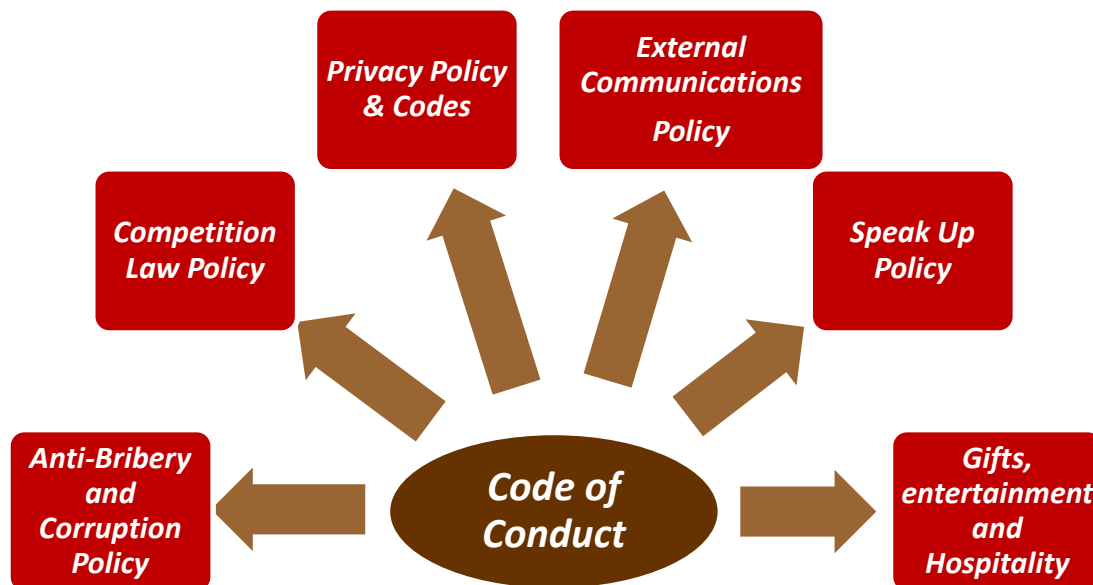 Privacy Policy
& Codes
External
Communications
Policy
Competition
Law Policy
Speak Up
Policy
Anti-Bribery
and
Corruption
Policy
Code of
Conduct
Gifts,
entertainment
and
Hospitality